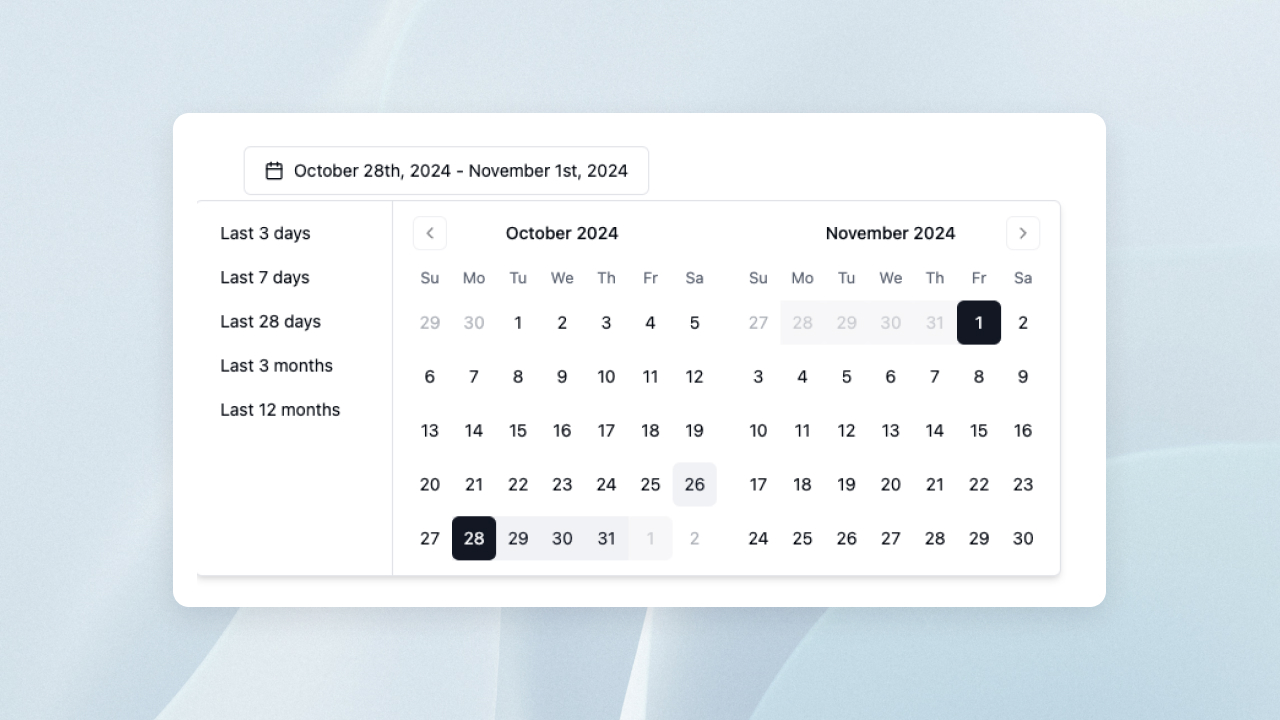 October 28th, 2024 - November 1st, 2024
Last 3 days
Last 7 days
Last 28 days
Last 3 months
Last 12 months
October 2024
Su Mo Tu We Th Fr Sa
29 30 1 2 3 4 5
6 7 8 9 10 11 12
13 14 15 16 17 18 19
20 21 22 23 24 25 26
27 28 29 30 31 1 2
November 2024
Su Mo Tu We Th Fr Sa
27 28 29 30 31 1 2
3 4 5 6 7 8 9
10 11 12 13 14 15 16
17 18 19 20 21 22 23
24 25 26 27 28 29 30